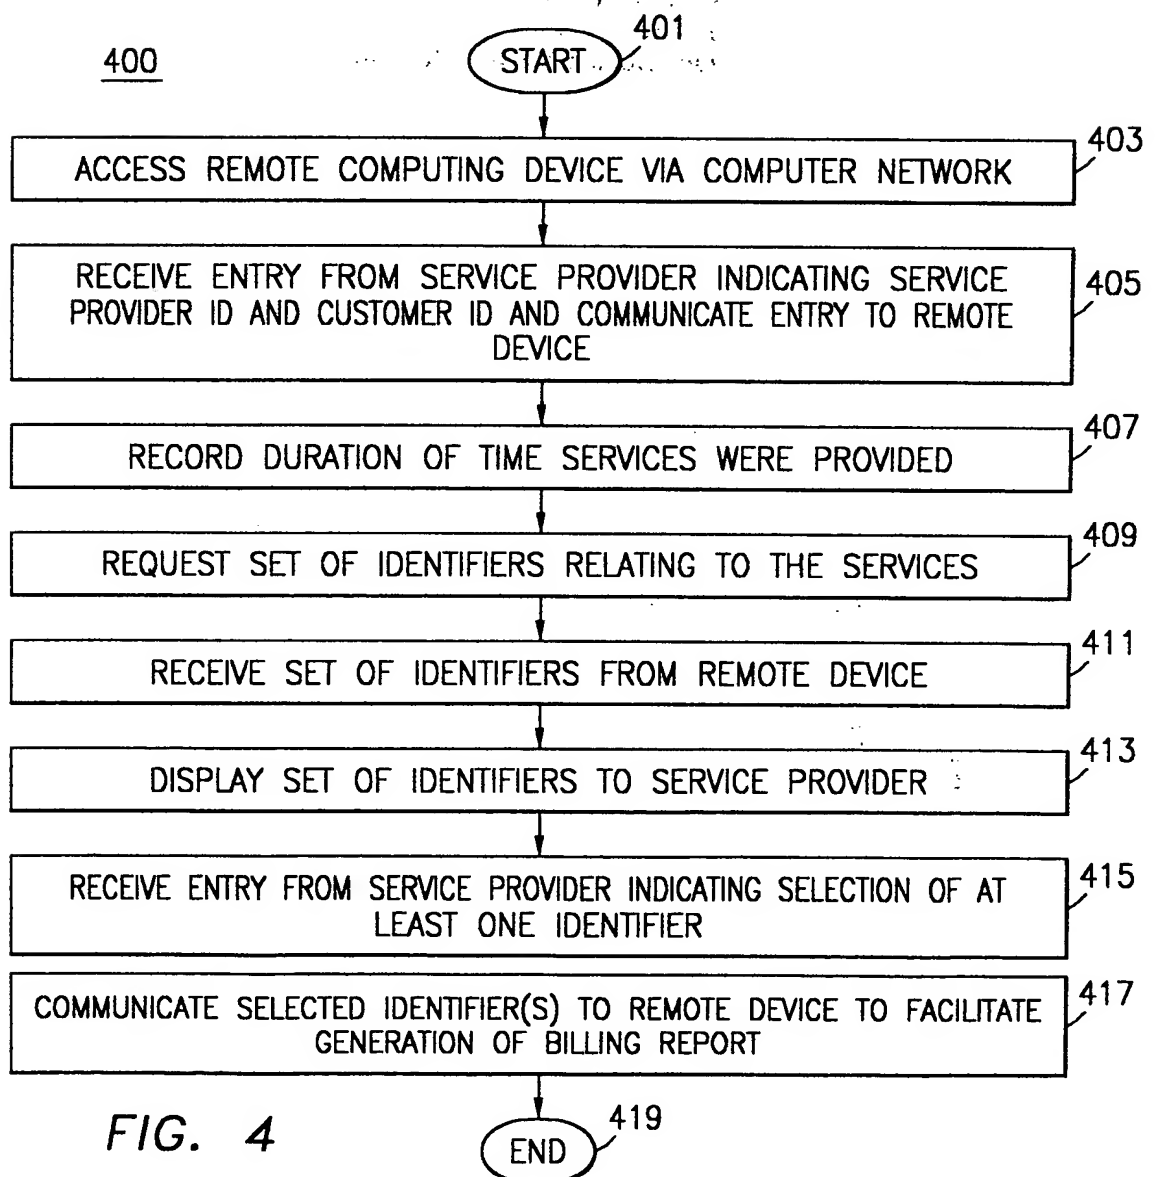 400
START
401
ACCESS REMOTE COMPUTING DEVICE VIA COMPUTER NETWORK
403
RECEIVE ENTRY FROM SERVICE PROVIDER INDICATING SERVICE
PROVIDER ID AND CUSTOMER ID AND COMMUNICATE ENTRY TO REMOTE
DEVICE
405
RECORD DURATION OF TIME SERVICES WERE PROVIDED
407
REQUEST SET OF IDENTIFIERS RELATING TO THE SERVICES
409
RECEIVE SET OF IDENTIFIERS FROM REMOTE DEVICE
411
DISPLAY SET OF IDENTIFIERS TO SERVICE PROVIDER
413
RECEIVE ENTRY FROM SERVICE PROVIDER INDICATING SELECTION OF AT
LEAST ONE IDENTIFIER
415
COMMUNICATE SELECTED IDENTIFIER(S) TO REMOTE DEVICE TO FACILITATE
GENERATION OF BILLING REPORT
417
END
419
FIG. 4